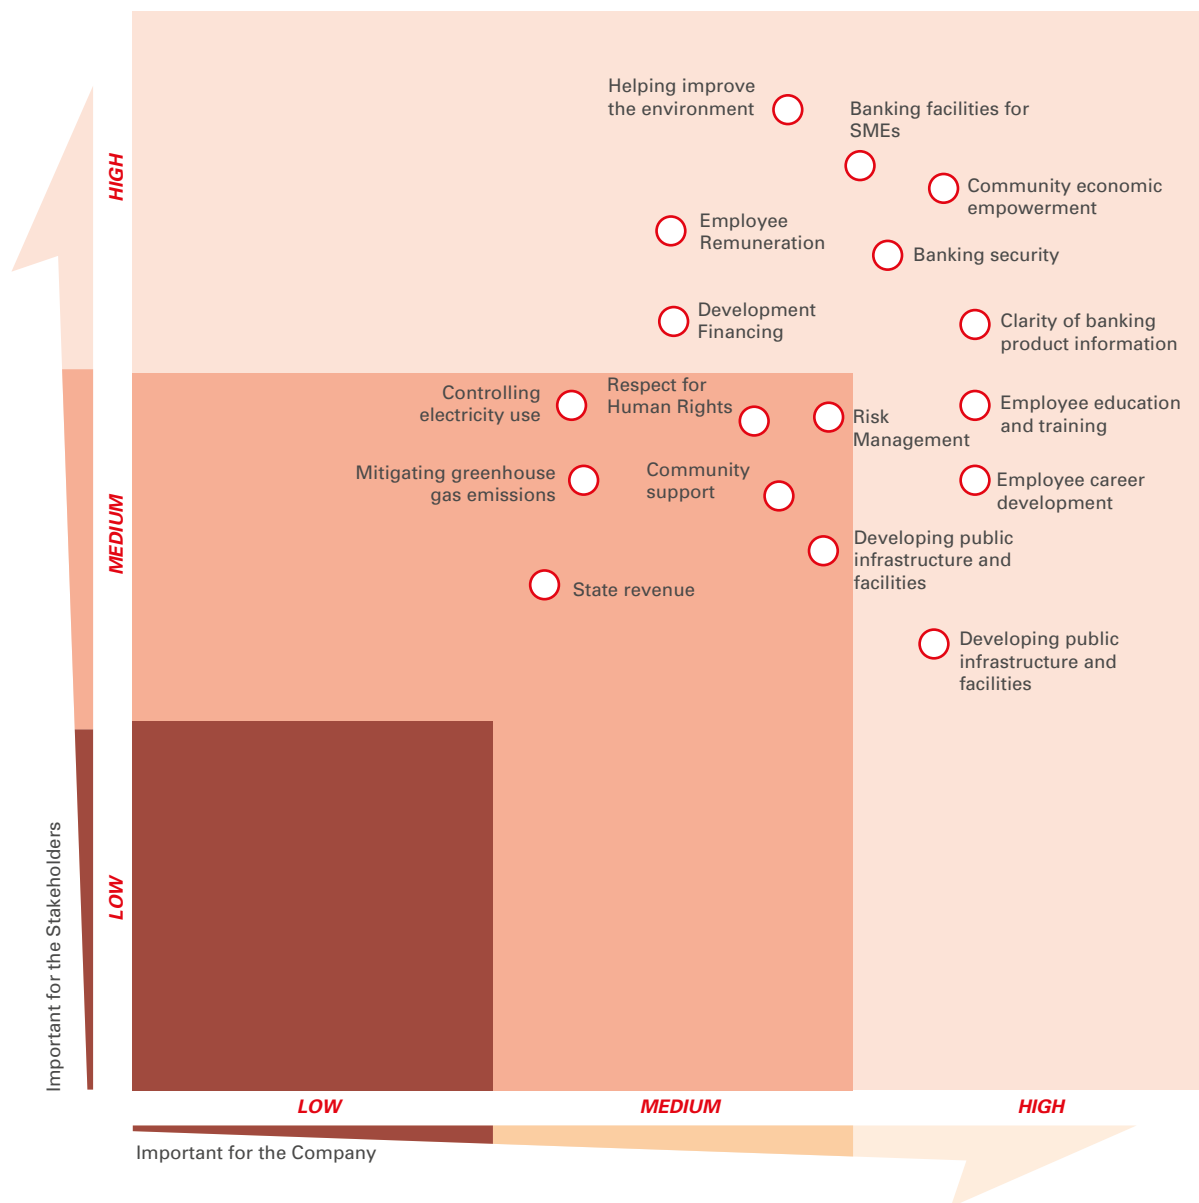 Helping improve
the environment
Banking facilities for
SMEs
HIGH
Community economic
empowerment
Employee
Remuneration
Banking security
Development
Financing
Clarity of banking
product information
Controlling
electricity use
Respect for
Human Rights
Risk
Management
Employee education
and training
Mitigating greenhouse
gas emissions
Community
support
Employee career
development
MEDIUM
Developing public
infrastructure and
facilities
State revenue
Developing public
infrastructure and
facilities
Important for the Stakeholders
LOW
LOW
MEDIUM
HIGH
Important for the Company